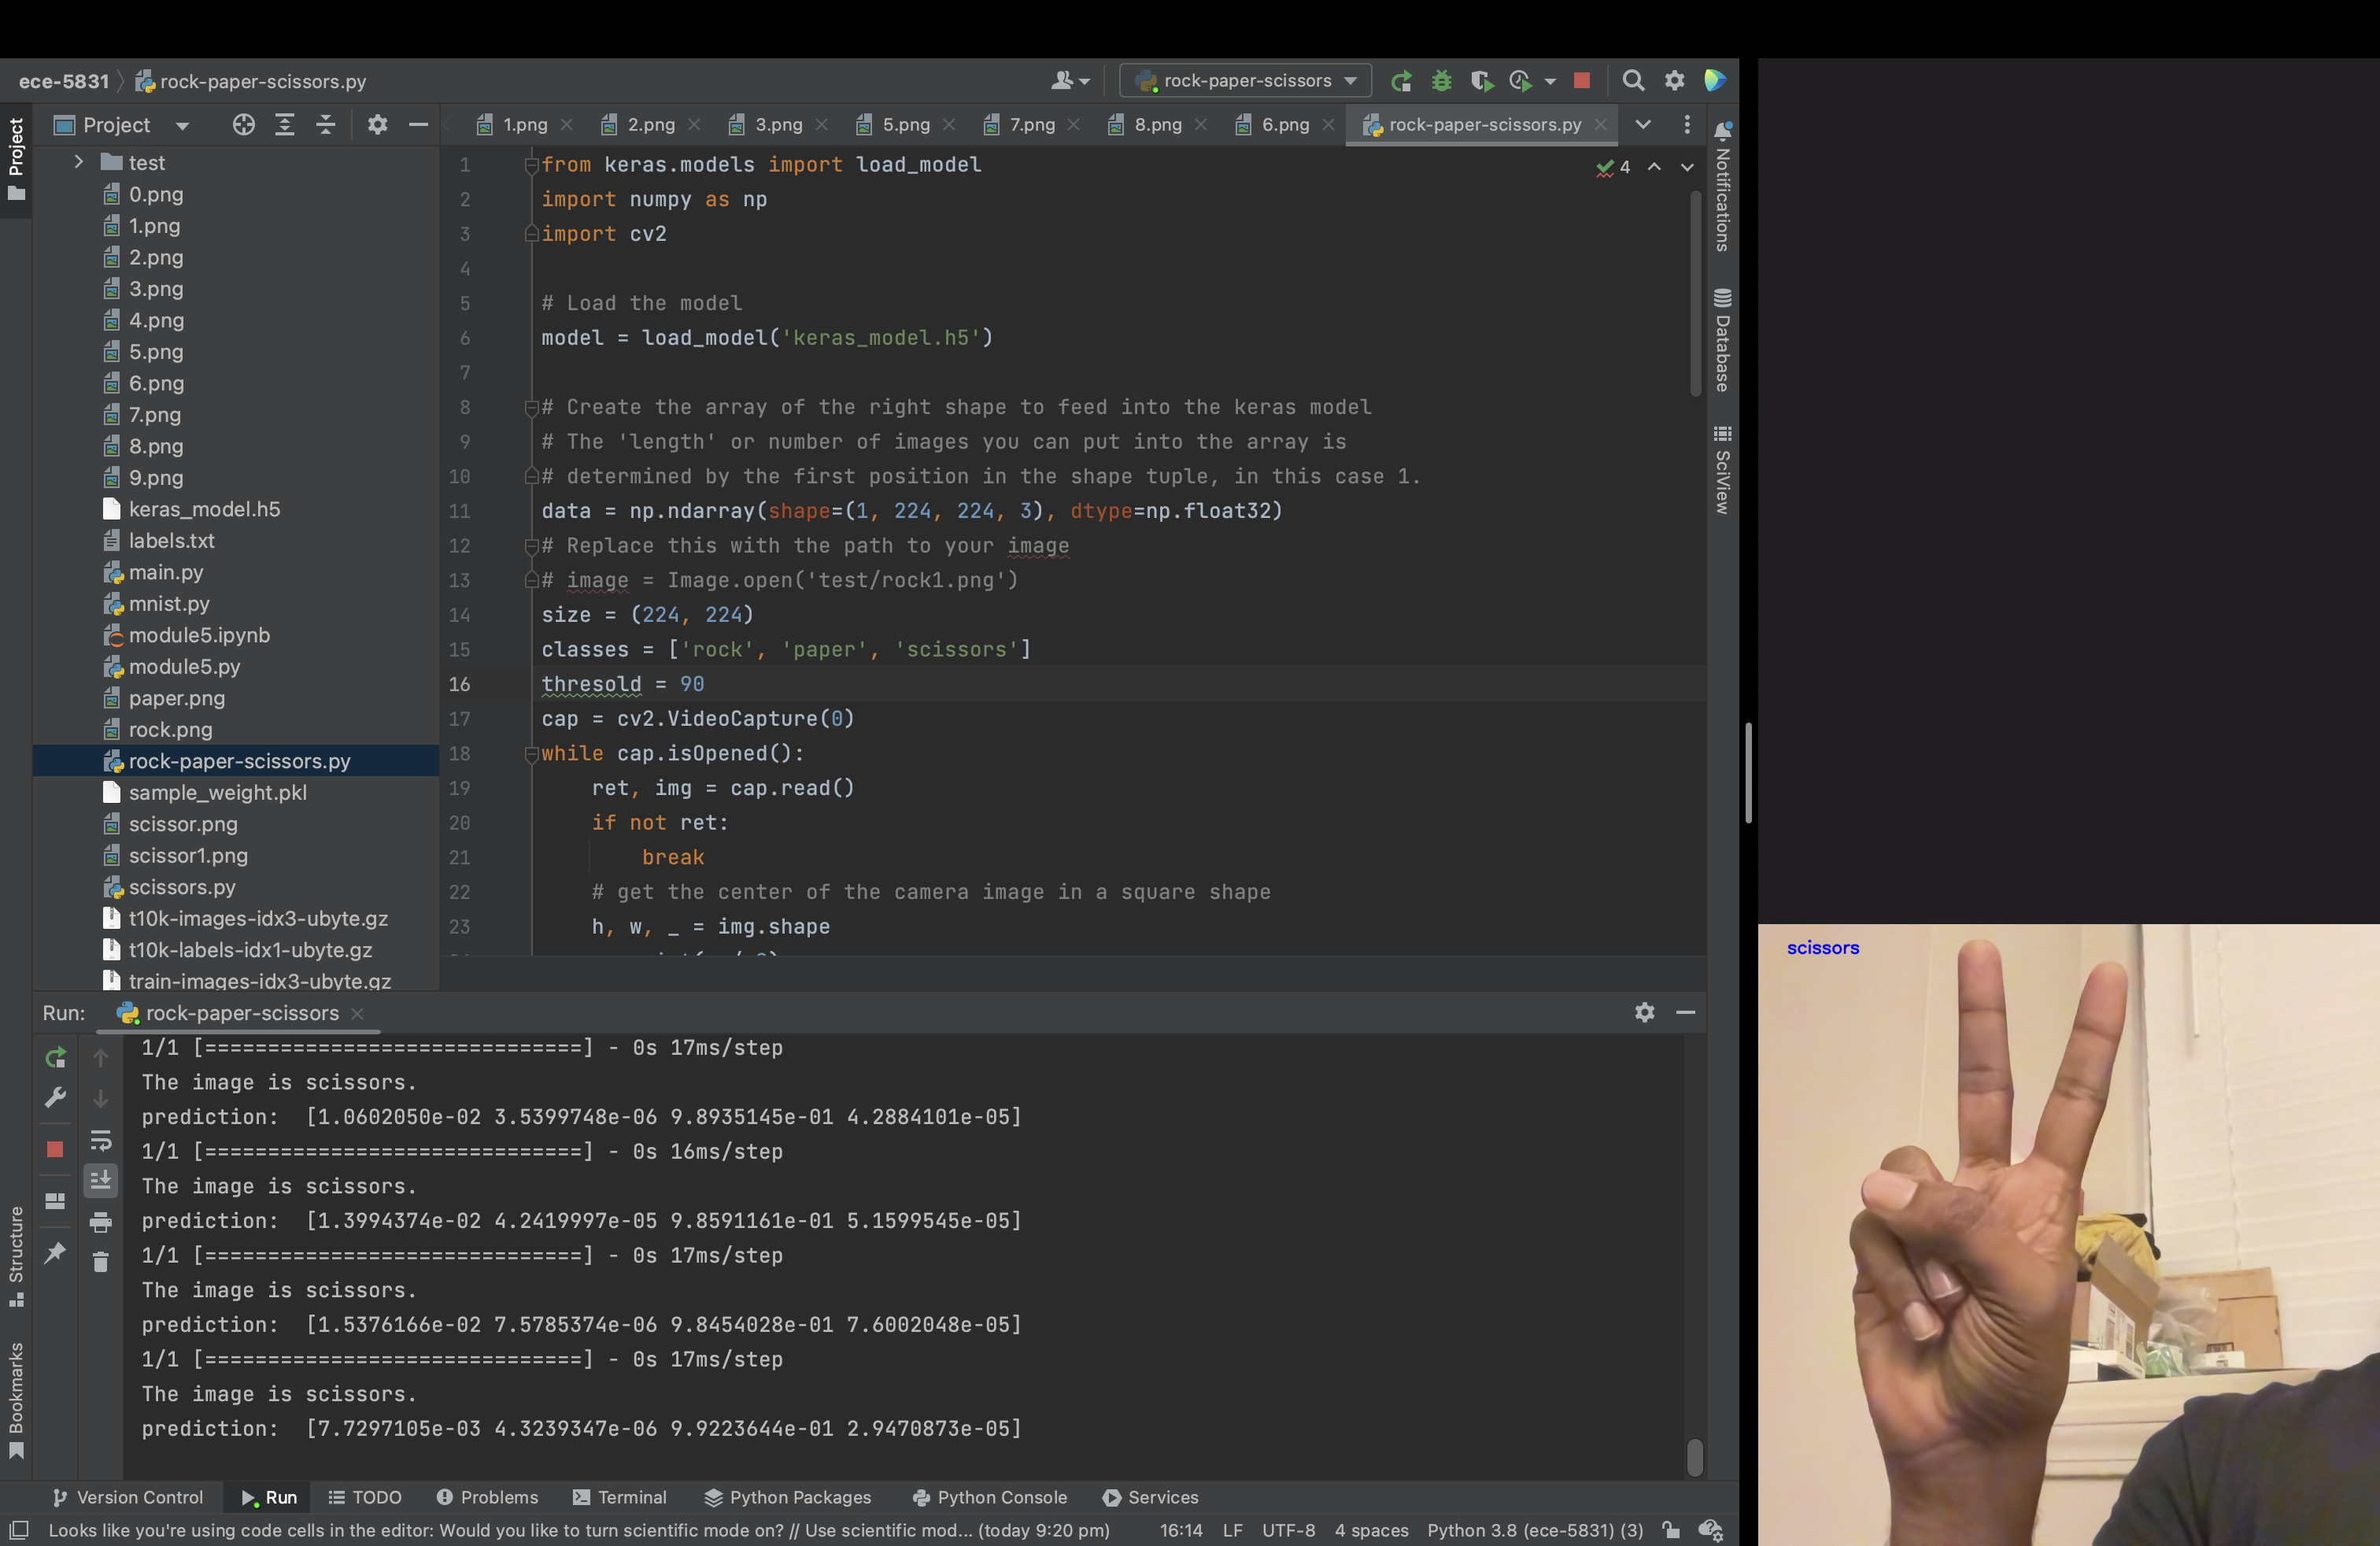 ece-5831
rock-paper-scissors.py
rock-paper-scissors
Project
Project
1.png
2.png
3.png
5.png
7.png
8.png
6.png
rock-paper-scissors.py
test
0.png
1.png
2.png
3.png
4.png
5.png
6.png
7.png
8.png
9.png
keras_model.h5
labels.txt
main.py
mnist.py
module5.ipynb
module5.py
paper.png
rock.png
rock-paper-scissors.py
sample_weight.pkl
scissor.png
scissor1.png
scissors.py
t10k-images-idx3-ubyte.gz
t10k-labels-idx1-ubyte.gz
train-images-idx3-ubyte.gz
1 from keras.models import load_model
2 import numpy as np
3 import cv2
4
5 # Load the model
6 model = load_model('keras_model.h5')
7
8 # Create the array of the right shape to feed into the keras model
9 # The 'length' or number of images you can put into the array is
10 # determined by the first position in the shape tuple, in this case 1.
11 data = np.ndarray(shape=(1, 224, 224, 3), dtype=np.float32)
12 # Replace this with the path to your image
13 # image = Image.open('test/rock1.png')
14 size = (224, 224)
15 classes = ['rock', 'paper', 'scissors']
16 thresold = 90
17 cap = cv2.VideoCapture(0)
18 while cap.isOpened():
19 ret, img = cap.read()
20 if not ret:
21 break
22 # get the center of the camera image in a square shape
23 h, w, _ = img.shape
4
Notifications
Database
SciView
scissors
Run:
rock-paper-scissors
1/1 [==============================] - 0s 17ms/step
The image is scissors.
prediction:  [1.0602050e-02 3.5399748e-06 9.8935145e-01 4.2884101e-05]
1/1 [==============================] - 0s 16ms/step
The image is scissors.
prediction:  [1.3994374e-02 4.2419997e-05 9.8591161e-01 5.1599545e-05]
1/1 [==============================] - 0s 17ms/step
The image is scissors.
prediction:  [1.5376166e-02 7.5785374e-06 9.8454028e-01 7.6002048e-05]
1/1 [==============================] - 0s 17ms/step
The image is scissors.
prediction:  [7.7297105e-03 4.3239347e-06 9.9223644e-01 2.9470873e-05]
Structure
Bookmarks
Version Control
Run
TODO
Problems
Terminal
Python Packages
Python Console
Services
Looks like you're using code cells in the editor: Would you like to turn scientific mode on? // Use scientific mod... (today 9:20 pm)
16:14
LF
UTF-8
4 spaces
Python 3.8 (ece-5831) (3)